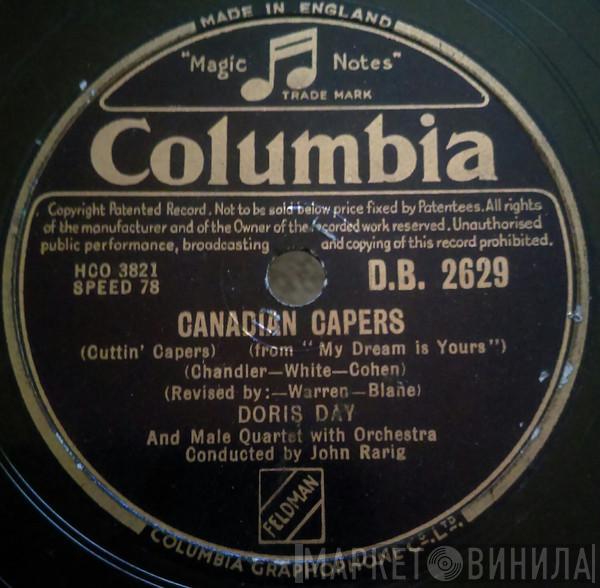 MADE IN ENGLAND
"Magic Notes"
TRADE MARK
Columbia
Copyright Patented Record. Not to be sold below price fixed by Patentees. All rights
of the manufacturer and of the Owner of the recorded work reserved. Unauthorised
public performance, broadcasting and copying of this record prohibited.
HCO 3821
SPEED 78
D.B. 2629
CANADIAN CAPERS
(Cuttin' Capers) (from "My Dream is Yours")
(Chandler—White—Cohen)
(Revised by:—Warren—Blane)
DORIS DAY
And Male Quartet with Orchestra
Conducted by John Rarig
FELDMAN
COLUMBIA GRAPHOPHONE Co. LTD.
МАРКЕТ ВИНИЛА